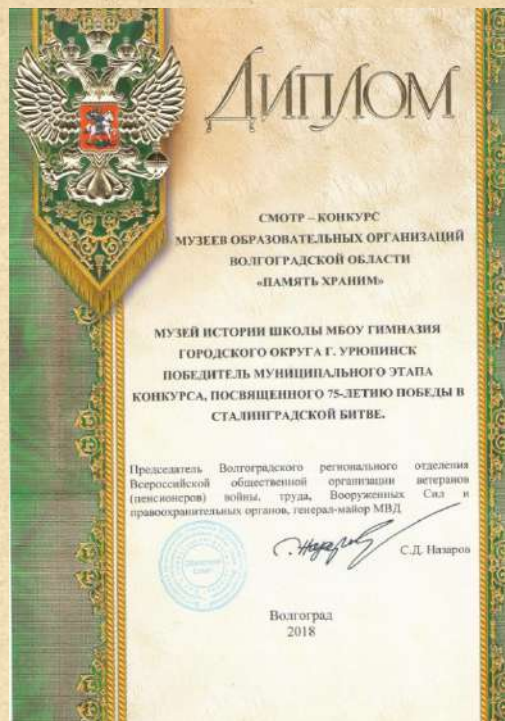 ДИПЛОМ
СМОТР – КОНКУРС
МУЗЕЕВ ОБРАЗОВАТЕЛЬНЫХ ОРГАНИЗАЦИЙ
ВОЛГОГРАДСКОЙ ОБЛАСТИ
«ПАМЯТЬ ХРАНИМ»
МУЗЕЙ ИСТОРИИ ШКОЛЫ МБОУ ГИМНАЗИЯ
ГОРОДСКОГО ОКРУГА Г. УРЮПИНСК
ПОБЕДИТЕЛЬ МУНИЦИПАЛЬНОГО ЭТАПА
КОНКУРСА, ПОСВЯЩЕННОГО 75-ЛЕТИЮ ПОБЕДЫ В
СТАЛИНГРАДСКОЙ БИТВЕ.
Председатель Волгоградского регионального отделения
Всероссийской общественной организации ветеранов
(пенсионеров) войны, труда, Вооруженных Сил и
правоохранительных органов, генерал-майор МВД
С.Д. Назаров
Волгоград
2018